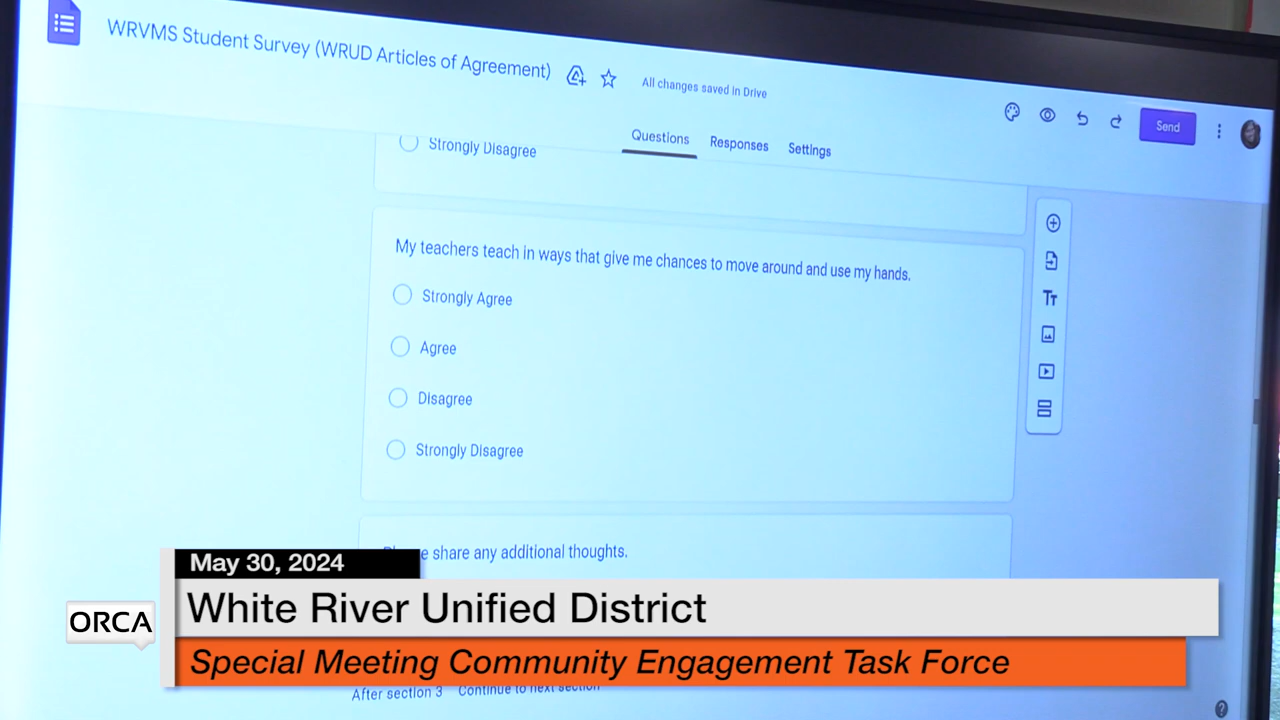 WRVMS Student Survey (WRUD Articles of Agreement)
All changes saved in Drive
Send
Questions
Responses
Settings
Strongly Disagree
My teachers teach in ways that give me chances to move around and use my hands.
Strongly Agree
Agree
Disagree
Strongly Disagree
share any additional thoughts.
May 30, 2024
White River Unified District
ORCA
Special Meeting Community Engagement Task Force
After section 3 Continue to next section